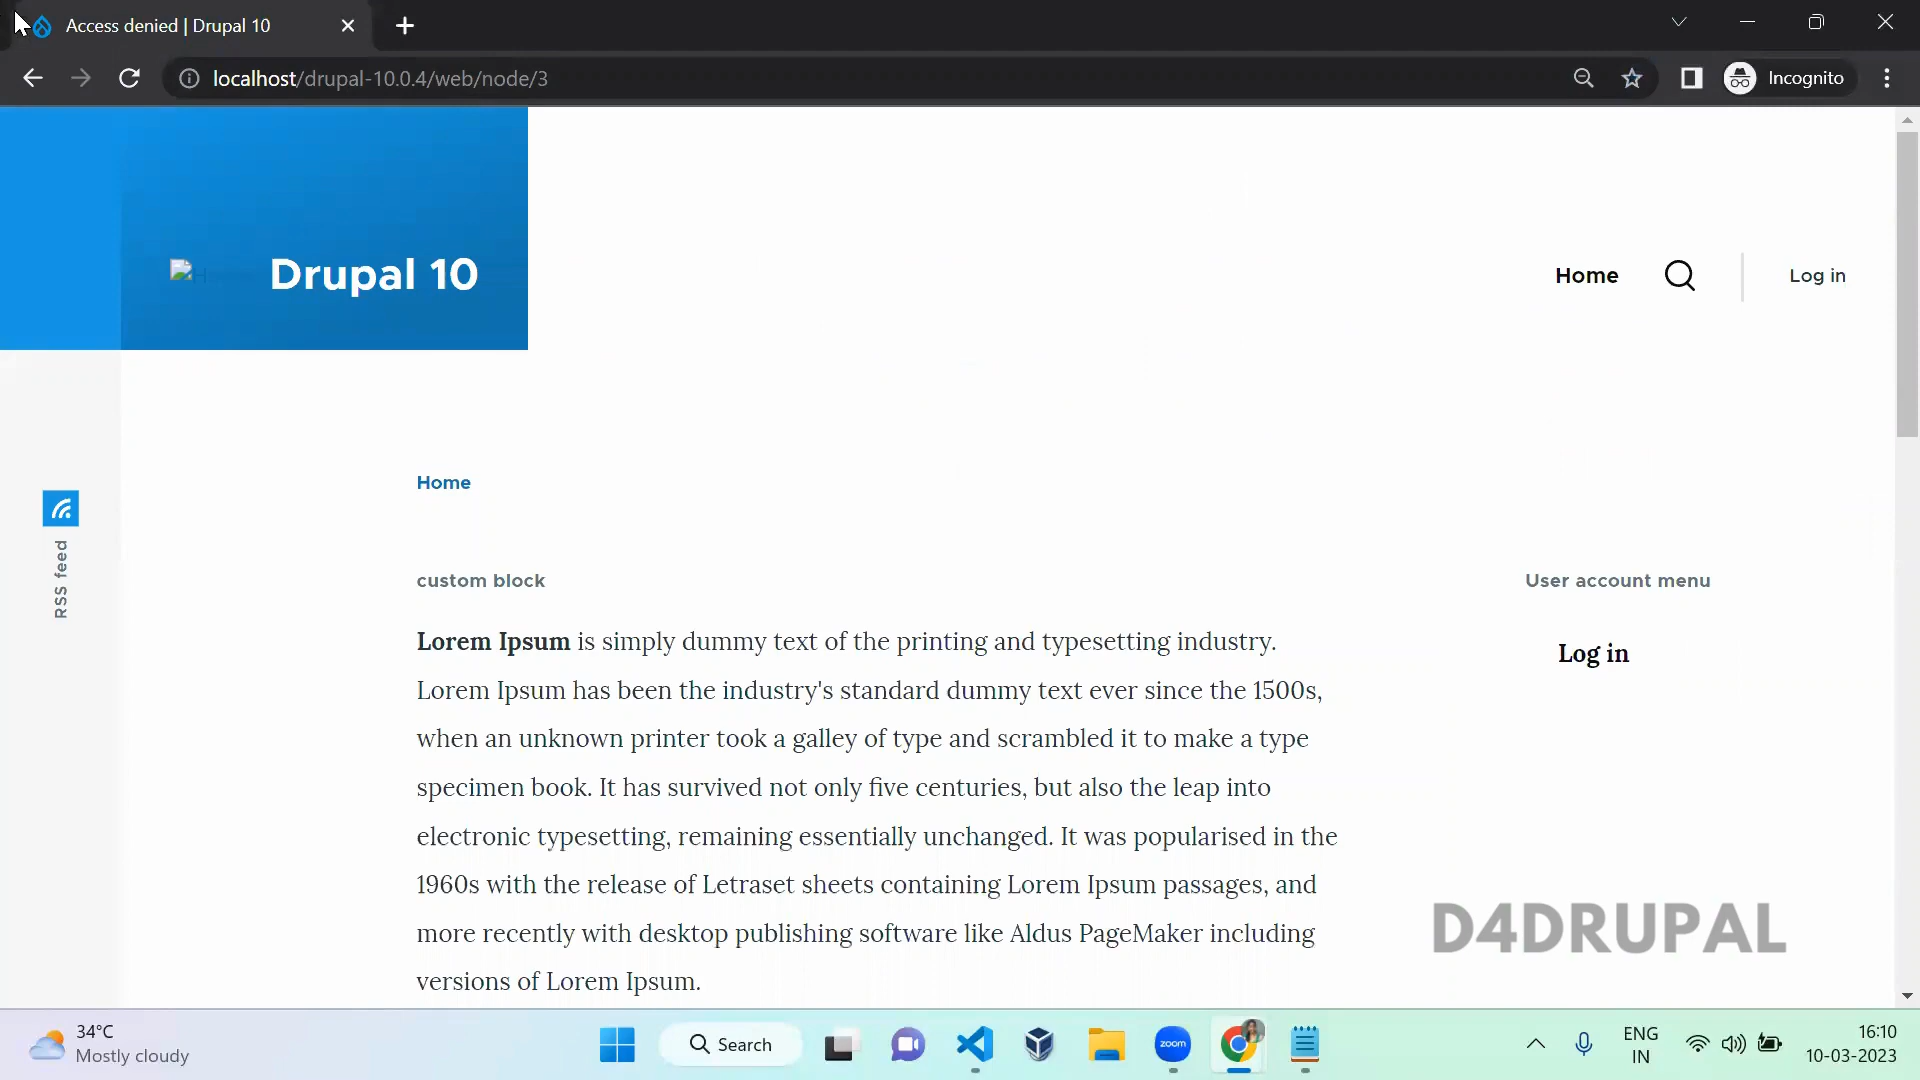 Access denied | Drupal 10
localhost/drupal-10.0.4/web/node/3
Incognito
Drupal 10
Home
Log in
Home
RSS feed
custom block
User account menu
Lorem Ipsum is simply dummy text of the printing and typesetting industry.
Log in
Lorem Ipsum has been the industry's standard dummy text ever since the 1500s,
when an unknown printer took a galley of type and scrambled it to make a type
specimen book. It has survived not only five centuries, but also the leap into
electronic typesetting, remaining essentially unchanged. It was popularised in the
1960s with the release of Letraset sheets containing Lorem Ipsum passages, and
more recently with desktop publishing software like Aldus PageMaker including
versions of Lorem Ipsum.
D4DRUPAL
34°C
Mostly cloudy
Search
zoom
ENG
IN
16:10
10-03-2023